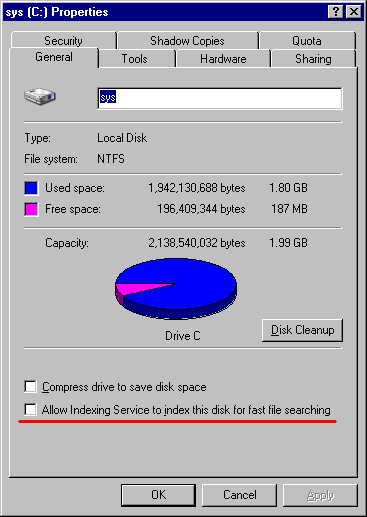 sys (C:) Properties
Security Shadow Copies Quota
General Tools Hardware Sharing
sys
Type: Local Disk
File system: NTFS
Used space: 1,942,130,688 bytes 1.80 GB
Free space: 196,409,344 bytes 187 MB
Capacity: 2,138,540,032 bytes 1.99 GB
Drive C
Disk Cleanup
Compress drive to save disk space
Allow Indexing Service to index this disk for fast file searching
OK Cancel Apply